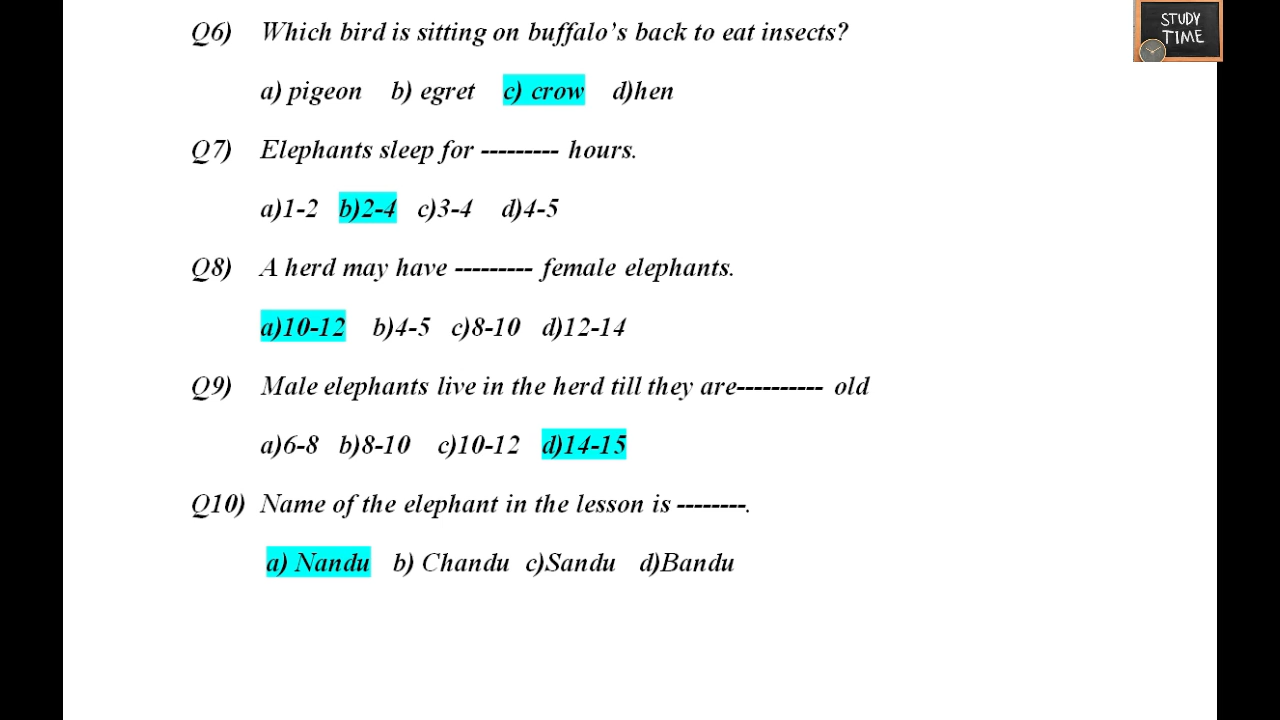 STUDY
TIME
Q6) Which bird is sitting on buffalo's back to eat insects?
a) pigeon b) egret c) crow d)hen
Q7) Elephants sleep for --------- hours.
a)1-2 b)2-4 c)3-4 d)4-5
Q8) A herd may have --------- female elephants.
a)10-12 b)4-5 c)8-10 d)12-14
Q9) Male elephants live in the herd till they are---------- old
a)6-8 b)8-10 c)10-12 d)14-15
Q10) Name of the elephant in the lesson is --------.
a) Nandu b) Chandu c)Sandu d)Bandu